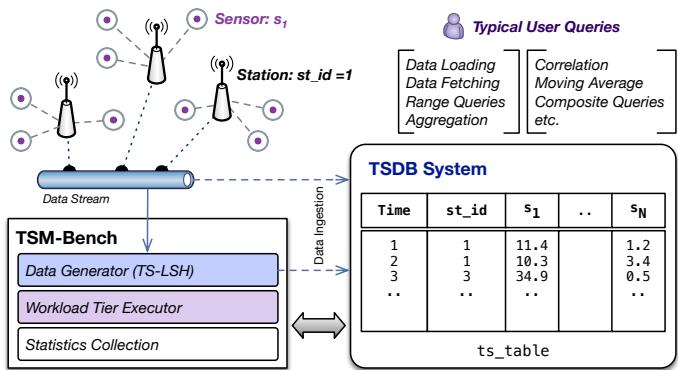 Sensor: s1
Station: st_id =1
Typical User Queries
Data Loading
Data Fetching
Range Queries
Aggregation
Correlation
Moving Average
Composite Queries
etc.
Data Stream
Data Ingestion
TSM-Bench
Data Generator (TS-LSH)
Workload Tier Executor
Statistics Collection
TSDB System
Time st_id s1 .. sN
1 1 11.4 1.2
2 1 10.3 3.4
3 3 34.9 0.5
.. .. .. ..
ts_table